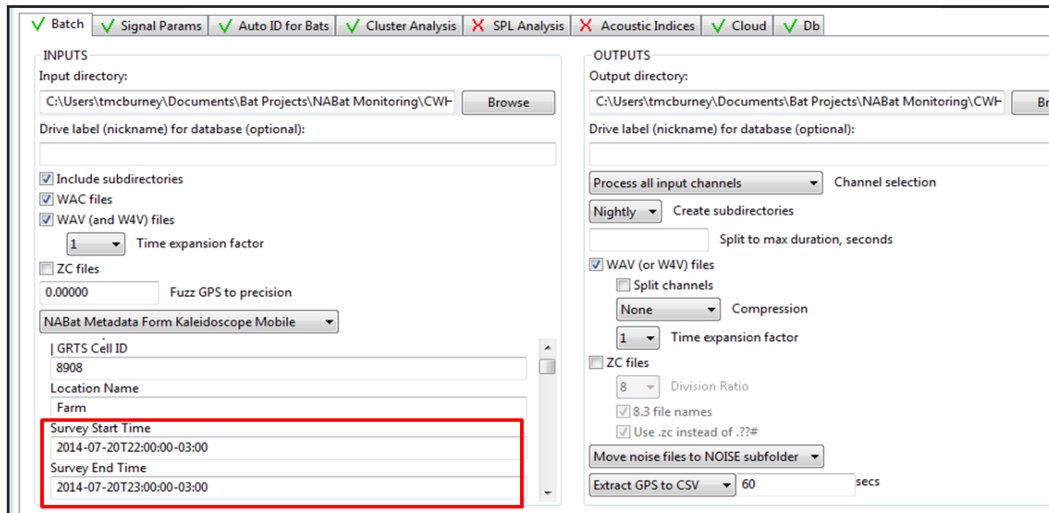 Batch Signal Params Auto ID for Bats Cluster Analysis SPL Analysis Acoustic Indices Cloud Db
INPUTS
Input directory:
C:\Users\tmcburney\Documents\Bat Projects\NABat Monitoring\CWH
Browse
Drive label (nickname) for database (optional):
Include subdirectories
WAC files
WAV (and W4V) files
1 Time expansion factor
ZC files
0.00000 Fuzz GPS to precision
NABat Metadata Form Kaleidoscope Mobile
| GRTS Cell ID
8908
Location Name
Farm
Survey Start Time
2014-07-20T22:00:00-03:00
Survey End Time
2014-07-20T23:00:00-03:00
OUTPUTS
Output directory:
C:\Users\tmcburney\Documents\Bat Projects\NABat Monitoring\CWH
Br
Drive label (nickname) for database (optional):
Process all input channels Channel selection
Nightly Create subdirectories
Split to max duration, seconds
WAV (or W4V) files
Split channels
None Compression
1 Time expansion factor
ZC files
8 Division Ratio
8.3 file names
Use .zc instead of .??#
Move noise files to NOISE subfolder
Extract GPS to CSV 60 secs